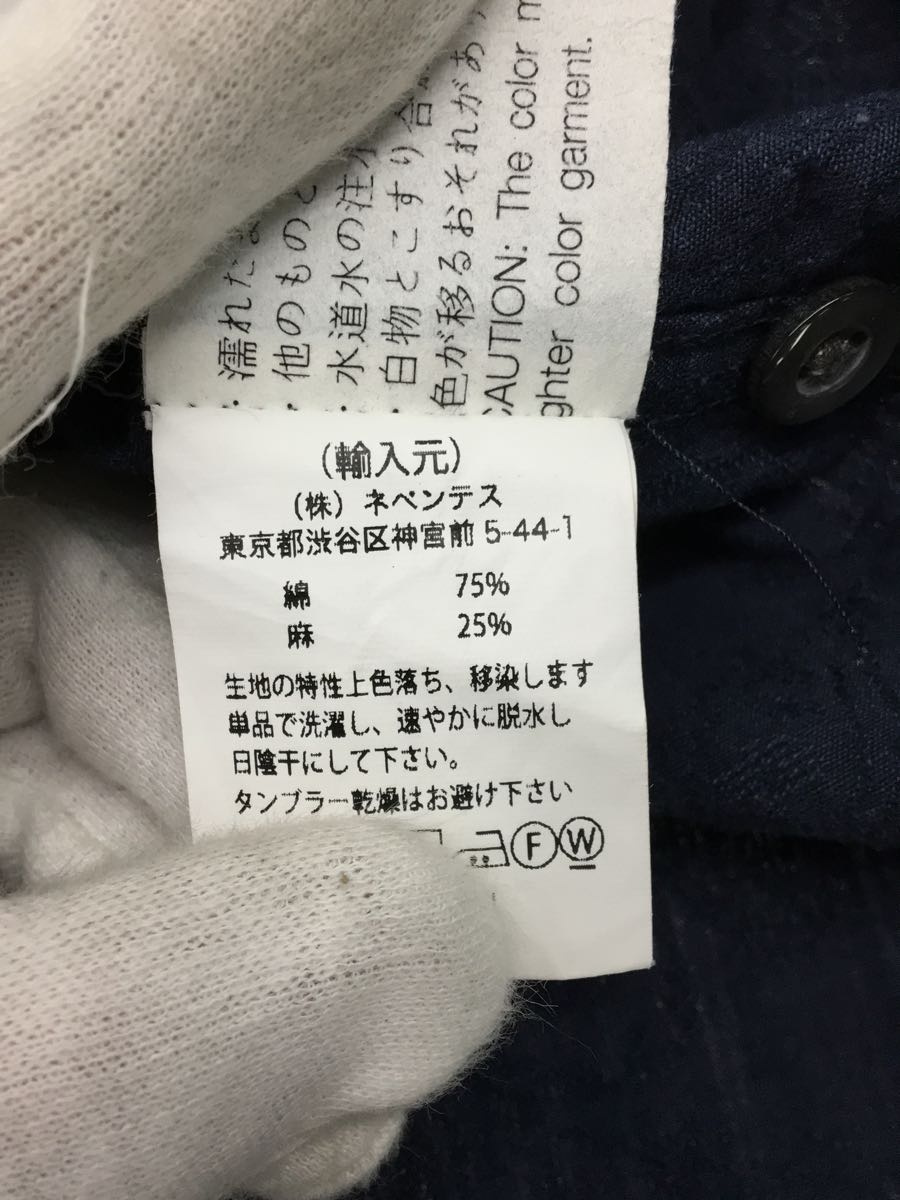 ・濡れたま
・他のものと
・水道水の注水
・白物とこすり合
色が移るおそれがあ
CAUTION: The color m
ghter color garment.
(輸入元)
(株) ネペンテス
東京都渋谷区神宮前 5-44-1
綿 75%
麻 25%
生地の特性上色落ち、移染します
単品で洗濯し、速やかに脱水し
日陰干にして下さい。
タンブラー乾燥はお避け下さい
F W